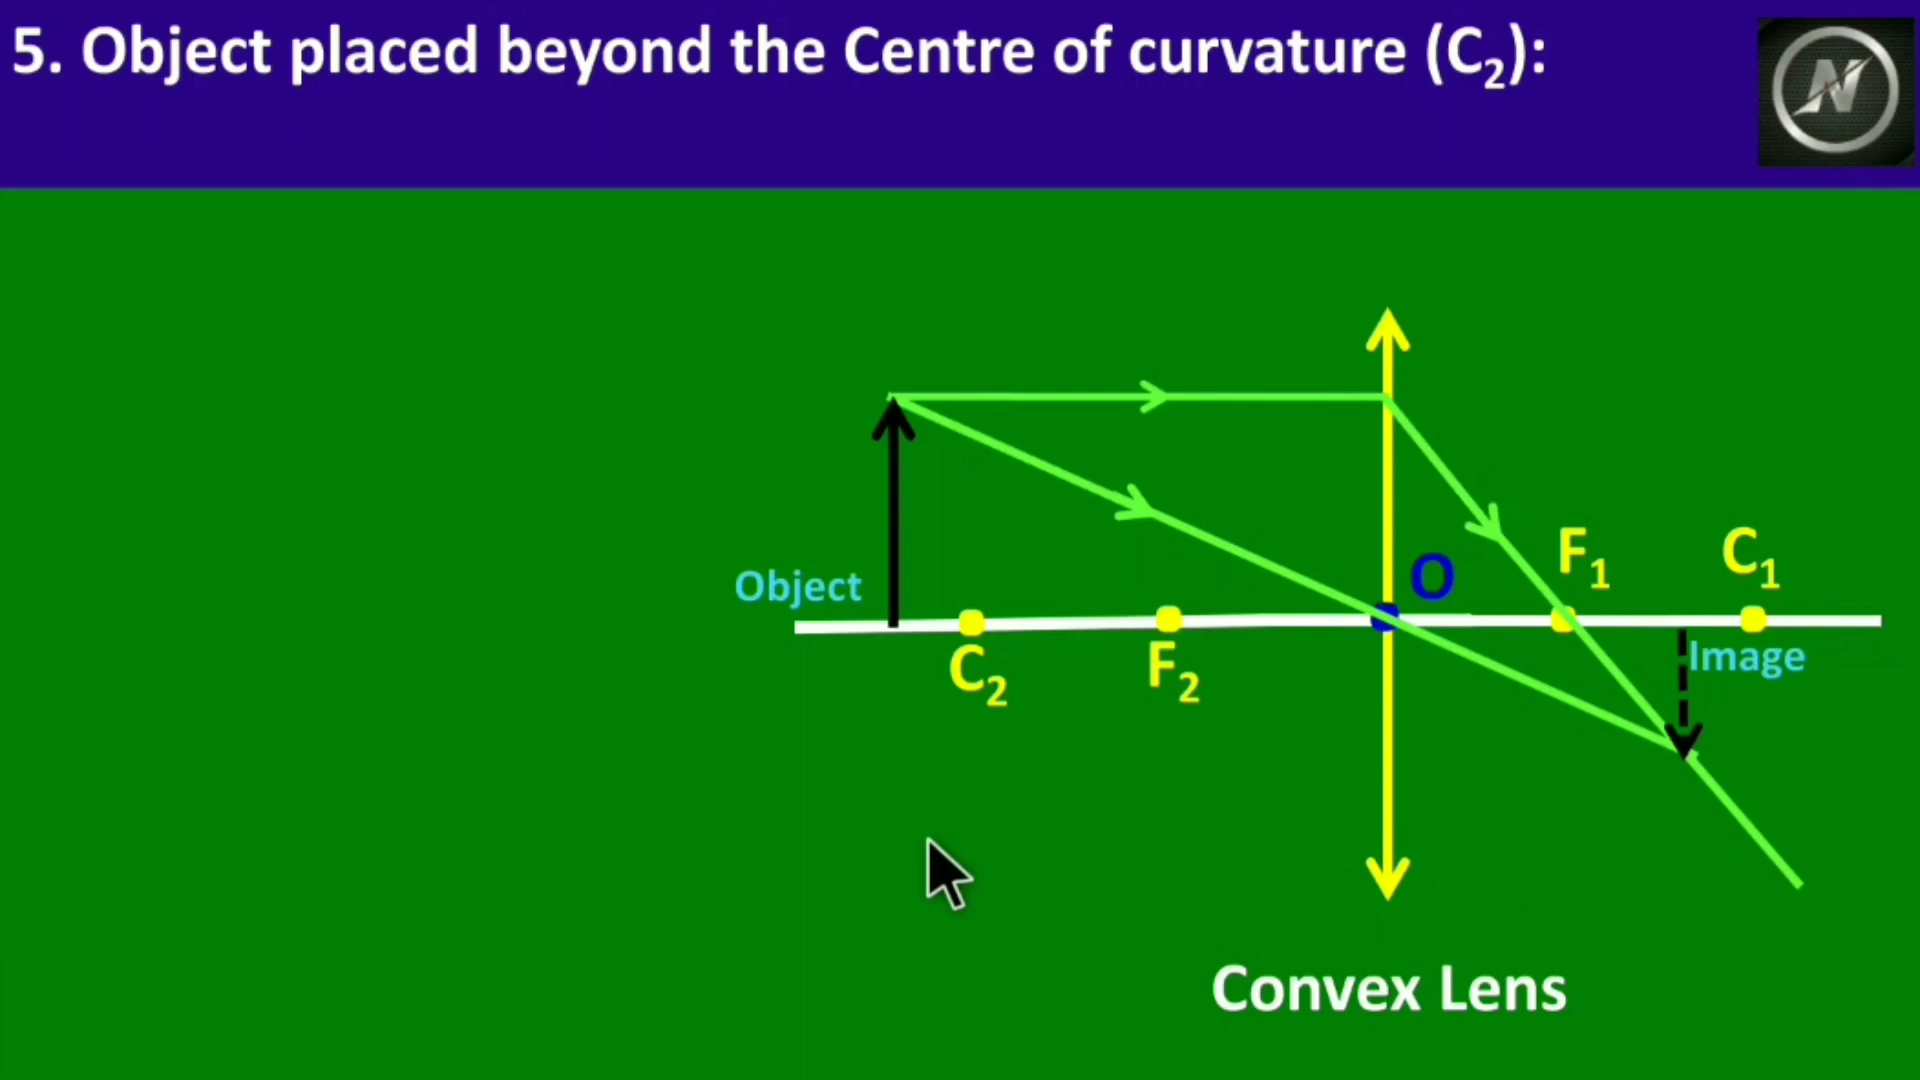 5. Object placed beyond the Centre of curvature (C₂):
N
O
F₁
C₁
Object
C₂
F₂
Image
Convex Lens